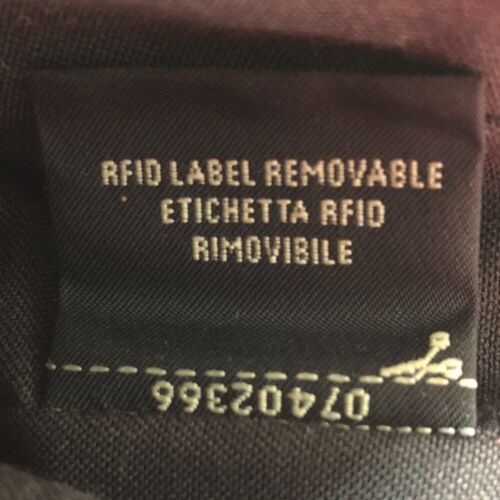 RFID LABEL REMOVABLE
ETICHETTA RFID
RIMOVIBILE
07402366